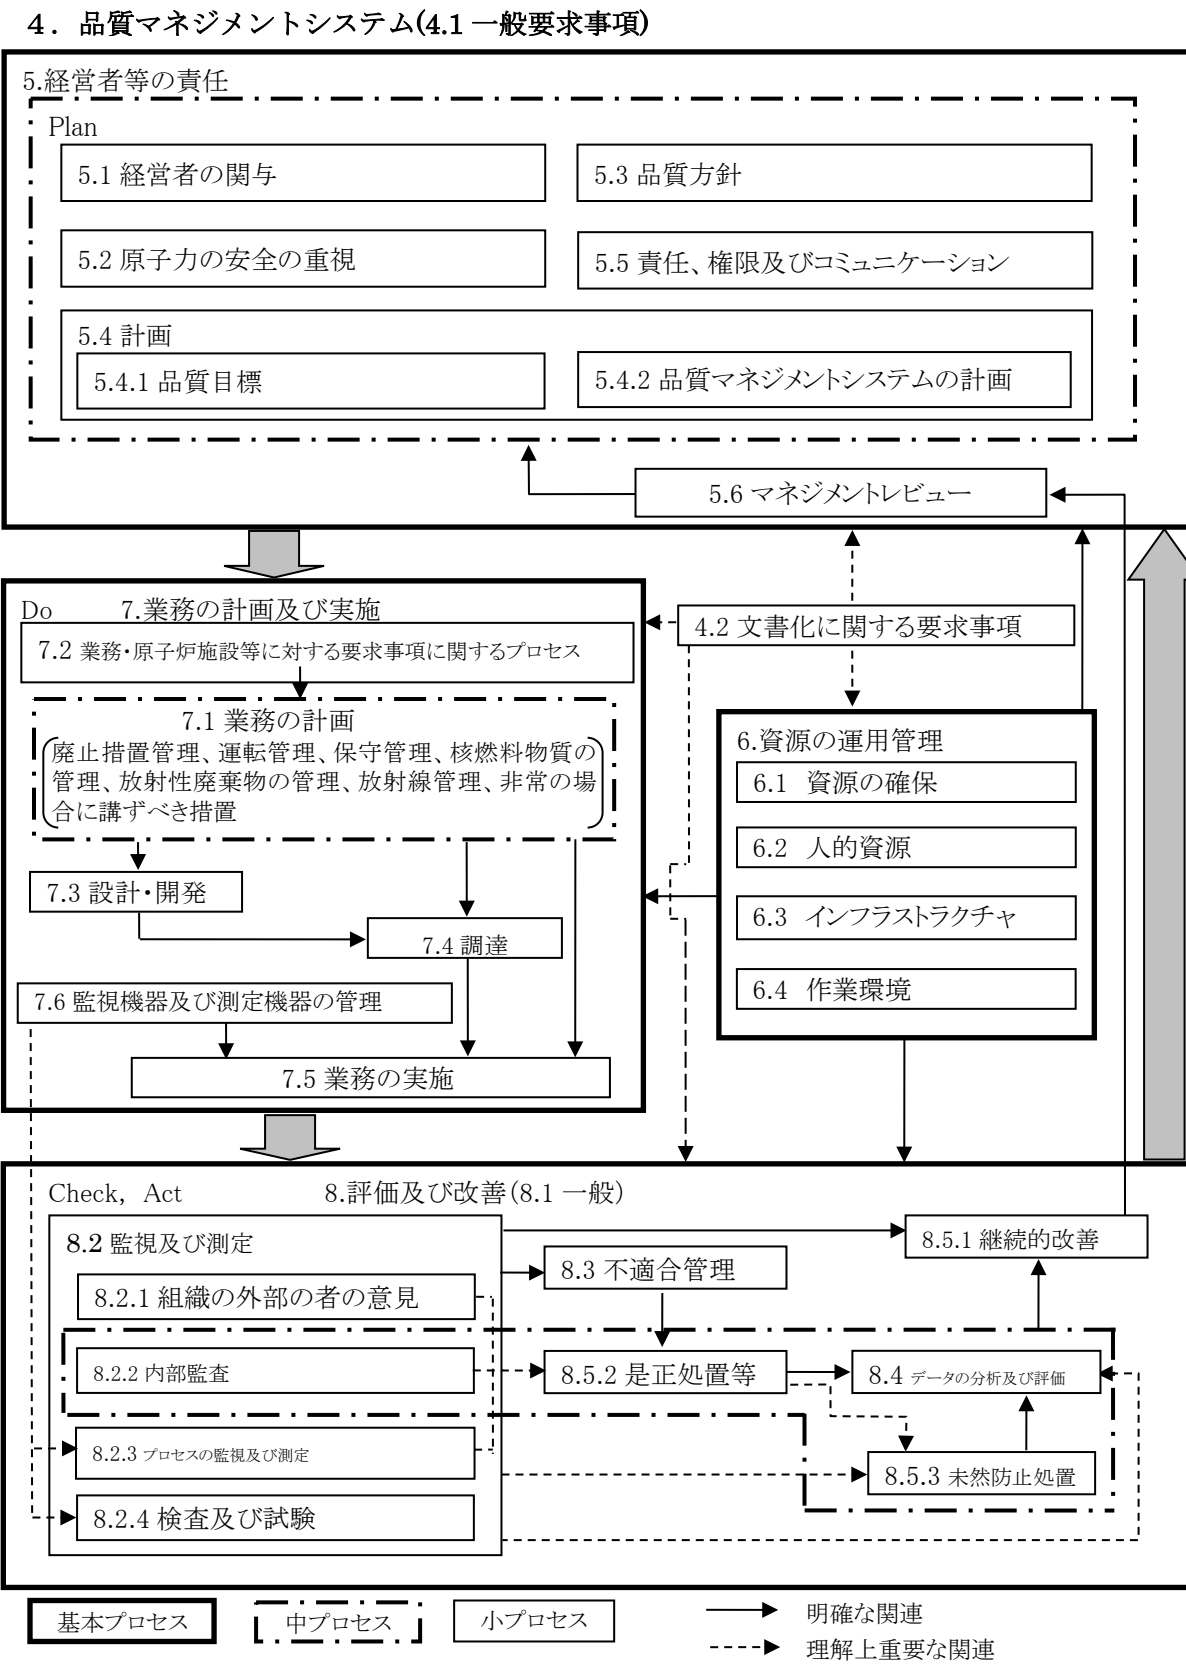 ４．品質マネジメントシステム(4.1 一般要求事項)
5.経営者等の責任
Plan
5.1 経営者の関与
5.3 品質方針
5.2 原子力の安全の重視
5.5 責任、権限及びコミュニケーション
5.4 計画
5.4.1 品質目標
5.4.2 品質マネジメントシステムの計画
5.6 マネジメントレビュー
Do 7.業務の計画及び実施
4.2 文書化に関する要求事項
7.2 業務・原子炉施設等に対する要求事項に関するプロセス
7.1 業務の計画
廃止措置管理、運転管理、保守管理、核燃料物質の
管理、放射性廃棄物の管理、放射線管理、非常の場
合に講ずべき措置
6.資源の運用管理
6.1 資源の確保
6.2 人的資源
6.3 インフラストラクチャ
6.4 作業環境
7.3 設計・開発
7.4 調達
7.6 監視機器及び測定機器の管理
7.5 業務の実施
Check, Act 8.評価及び改善(8.1 一般)
8.2 監視及び測定
8.5.1 継続的改善
8.3 不適合管理
8.2.1 組織の外部の者の意見
8.2.2 内部監査
8.5.2 是正処置等
8.4 データの分析及び評価
8.2.3 プロセスの監視及び測定
8.5.3 未然防止処置
8.2.4 検査及び試験
基本プロセス
中プロセス
小プロセス
明確な関連
理解上重要な関連